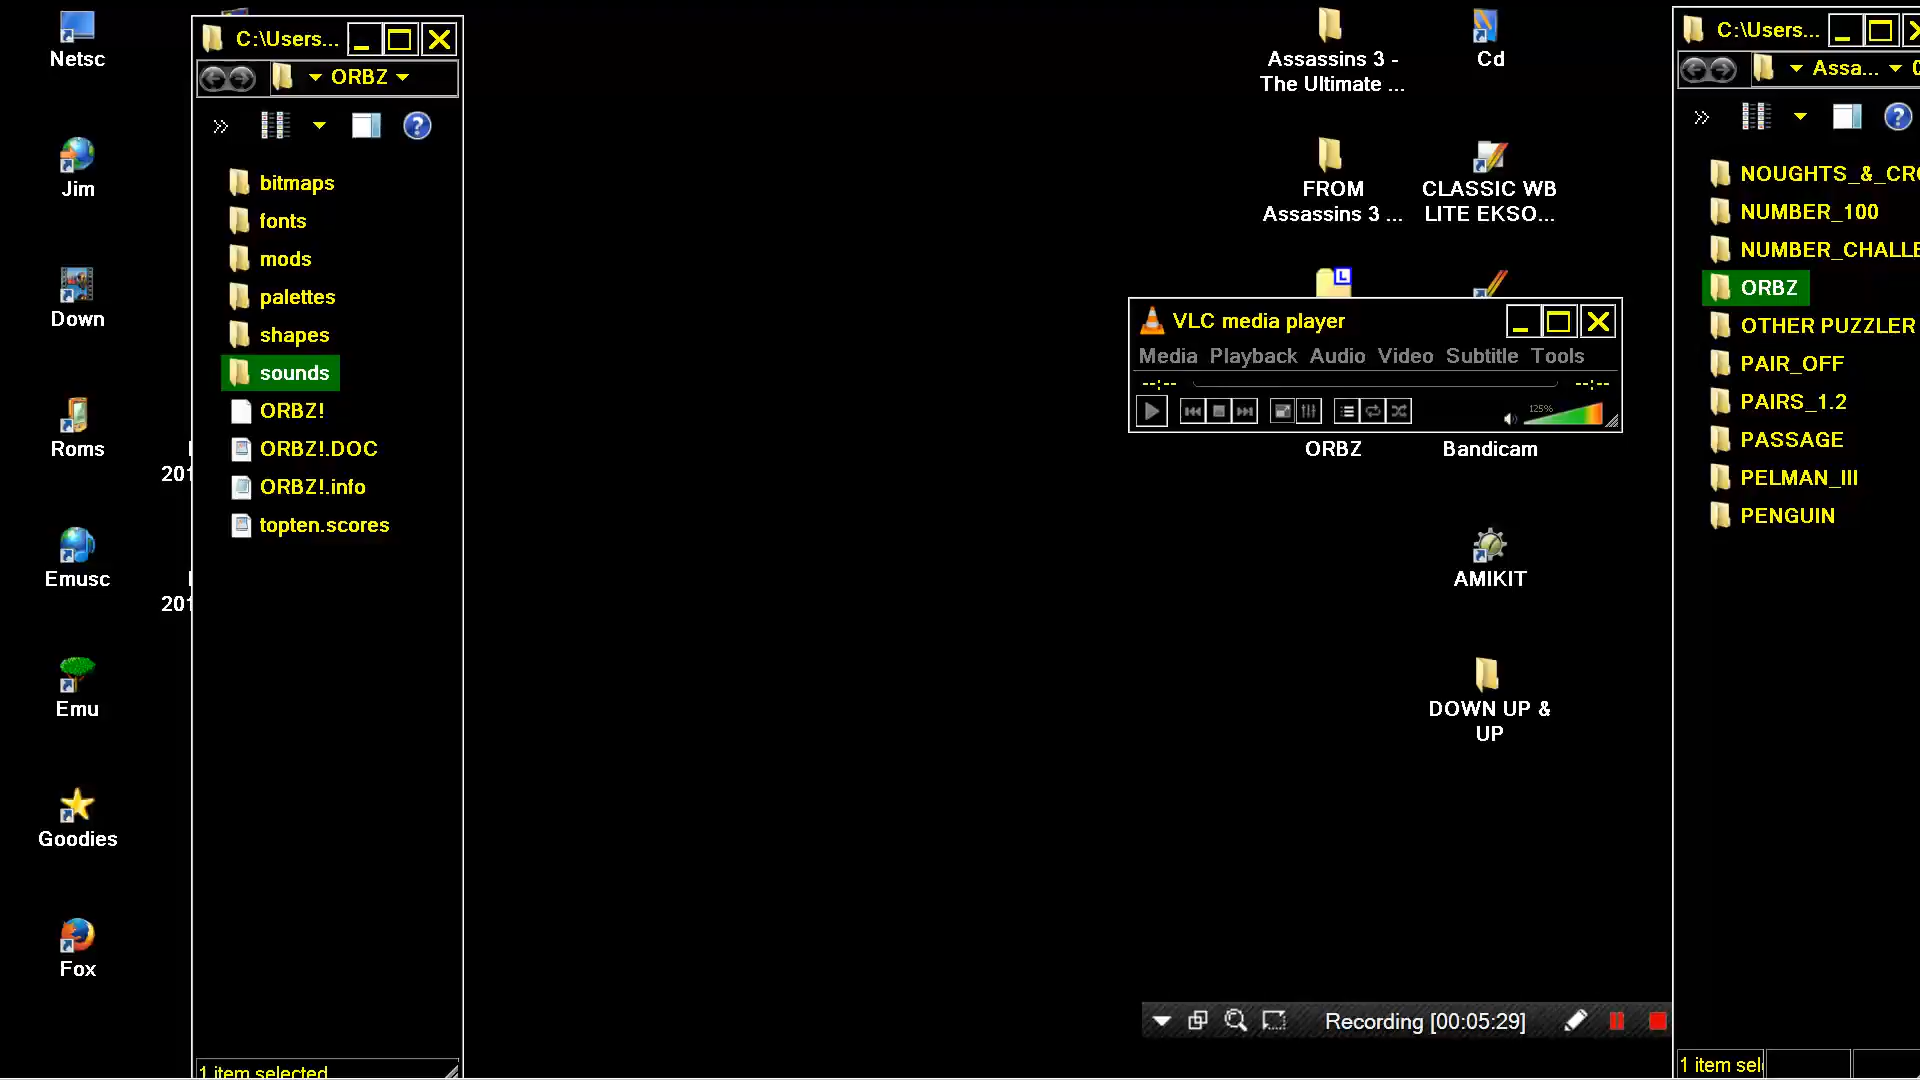 Netsc
Jim
Down
Roms
Emusc
Emu
Goodies
Fox
201
201
C:\Users...
ORBZ
bitmaps
fonts
mods
palettes
shapes
sounds
ORBZ!
ORBZ!.DOC
ORBZ!.info
topten.scores
1 item selected
Assassins 3 -
The Ultimate ...
Cd
FROM
Assassins 3 ...
CLASSIC WB
LITE EKSO...
VLC media player
Media Playback Audio Video Subtitle Tools
--:-- --:--
125%
ORBZ
Bandicam
AMIKIT
DOWN UP &
UP
Recording [00:05:29]
C:\Users...
Assa...
NOUGHTS_&_CRO
NUMBER_100
NUMBER_CHALLE
ORBZ
OTHER PUZZLER
PAIR_OFF
PAIRS_1.2
PASSAGE
PELMAN_III
PENGUIN
1 item sel